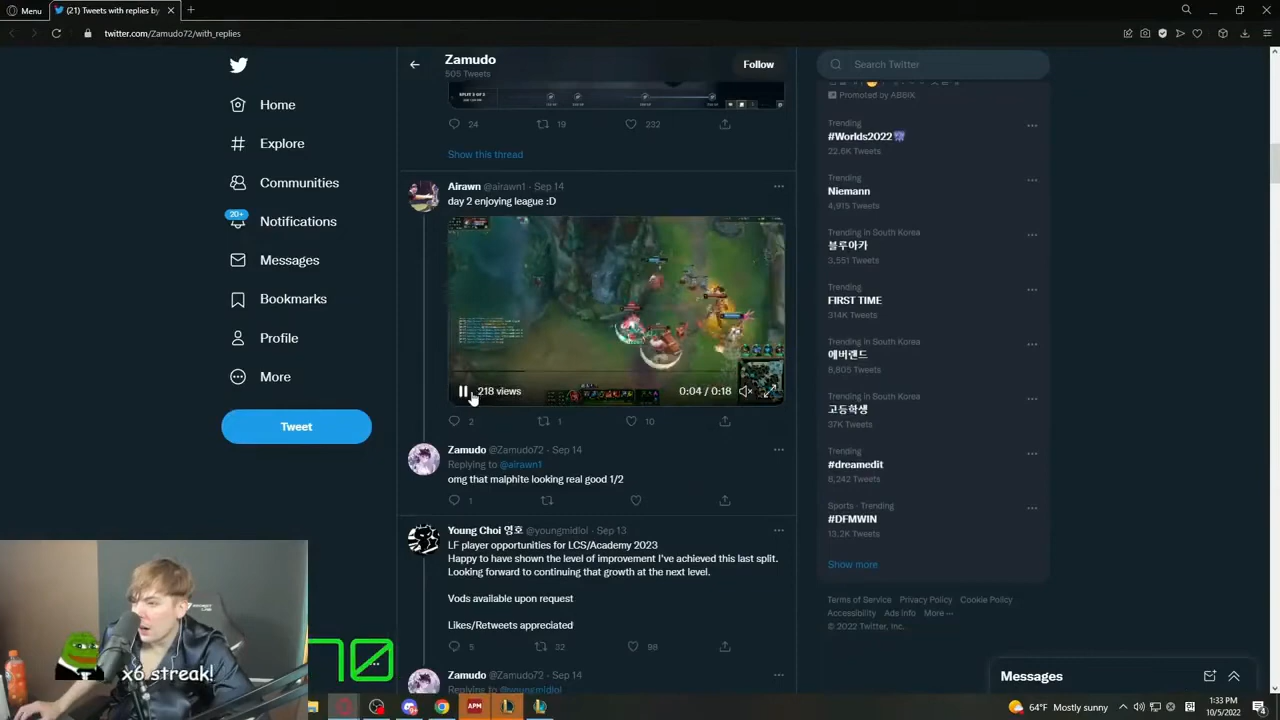 Menu
(21) Tweets with replies by
twitter.com/Zamudo72/with_replies
Home
Explore
Communities
20+
Notifications
Messages
Bookmarks
Profile
More
Tweet
Zamudo
505 Tweets
Follow
24
19
232
Show this thread
Airawn @airawn1 · Sep 14
day 2 enjoying league :D
218 views
0:04 / 0:18
2
1
10
Zamudo @Zamudo72 · Sep 14
Replying to @airawn1
omg that malphite looking real good 1/2
1
Young Choi 영호 @youngmidlol · Sep 13
LF player opportunities for LCS/Academy 2023
Happy to have shown the level of improvement I've achieved this last split.
Looking forward to continuing that growth at the next level.
Vods available upon request
Likes/Retweets appreciated
5
32
98
Zamudo @Zamudo72 · Sep 14
Replying to @youngmidlol
Search Twitter
Promoted by ABBIX
Trending
#Worlds2022
22.6K Tweets
Trending
Niemann
4,915 Tweets
Trending in South Korea
블루아카
3,551 Tweets
Trending
FIRST TIME
314K Tweets
Trending in South Korea
에버랜드
8,805 Tweets
Trending in South Korea
고등학생
37K Tweets
Trending
#dreamedit
8,242 Tweets
Sports · Trending
#DFMWIN
13.2K Tweets
Show more
Terms of Service Privacy Policy Cookie Policy
Accessibility Ads info More ···
© 2022 Twitter, Inc.
Messages
x6 streak!
APM
64°F Mostly sunny
1:33 PM
10/5/2022